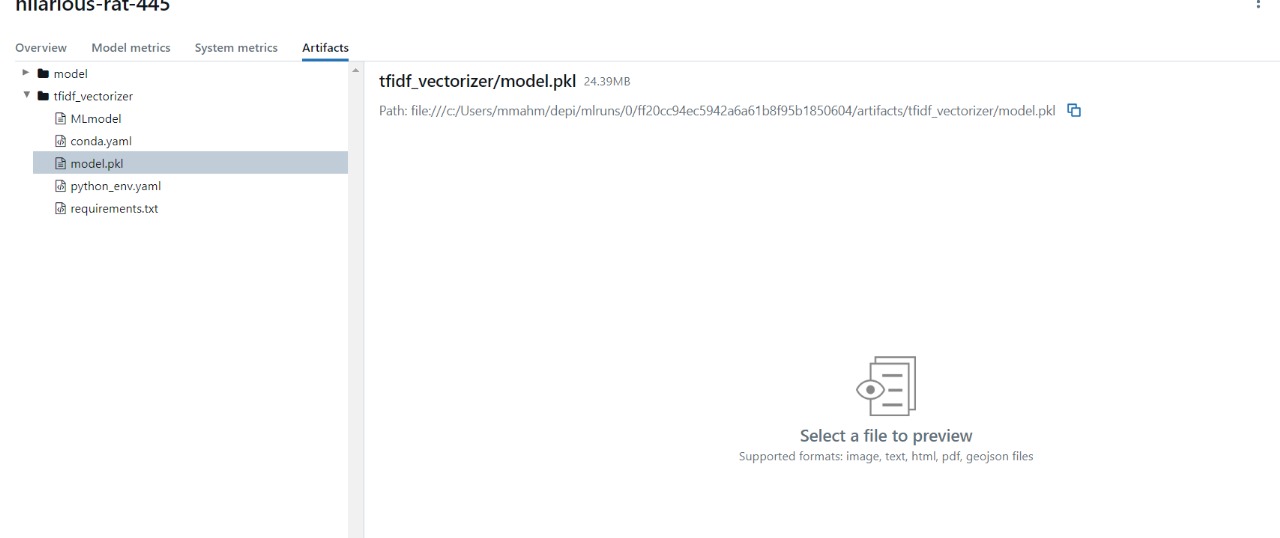 hilarious-rat-445
Overview Model metrics System metrics Artifacts
model
tfidf_vectorizer
MLmodel
conda.yaml
model.pkl
python_env.yaml
requirements.txt
tfidf_vectorizer/model.pkl 24.39MB
Path: file:///c:/Users/mmahm/depi/mlruns/0/ff20cc94ec5942a6a61b8f95b1850604/artifacts/tfidf_vectorizer/model.pkl
Select a file to preview
Supported formats: image, text, html, pdf, geojson files